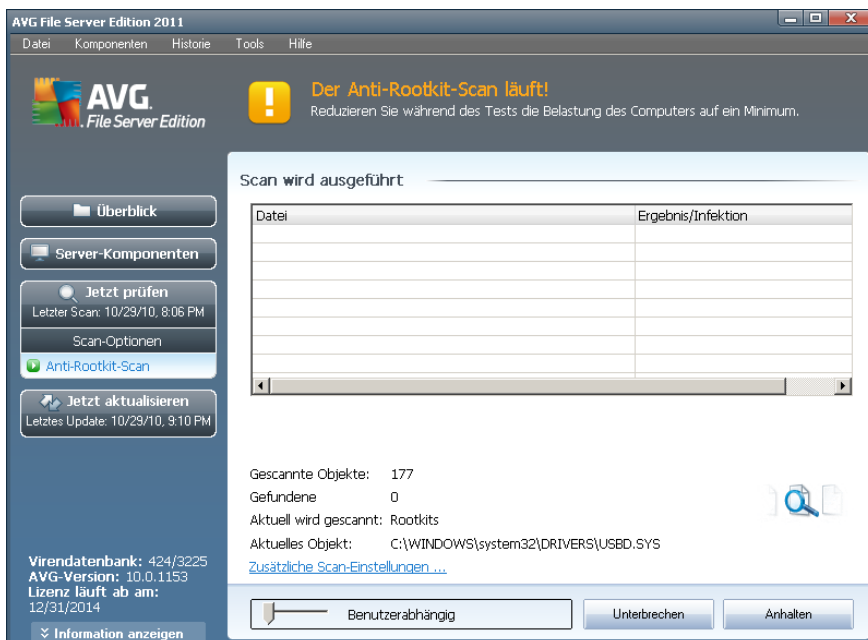 AVG File Server Edition 2011
Datei Komponenten Historie Tools Hilfe
AVG.
File Server Edition
Der Anti-Rootkit-Scan läuft!
Reduzieren Sie während des Tests die Belastung des Computers auf ein Minimum.
Überblick
Server-Komponenten
Jetzt prüfen
Letzter Scan: 10/29/10, 8:06 PM
Scan-Optionen
Anti-Rootkit-Scan
Jetzt aktualisieren
Letztes Update: 10/29/10, 9:10 PM
Virendatenbank: 424/3225
AVG-Version: 10.0.1153
Lizenz läuft ab am:
12/31/2014
Information anzeigen
Scan wird ausgeführt
Datei Ergebnis/Infektion
Gescannte Objekte: 177
Gefundene 0
Aktuell wird gescannt: Rootkits
Aktuelles Objekt: C:\WINDOWS\system32\DRIVERS\USBD.SYS
Zusätzliche Scan-Einstellungen ...
Benutzerabhängig Unterbrechen Anhalten